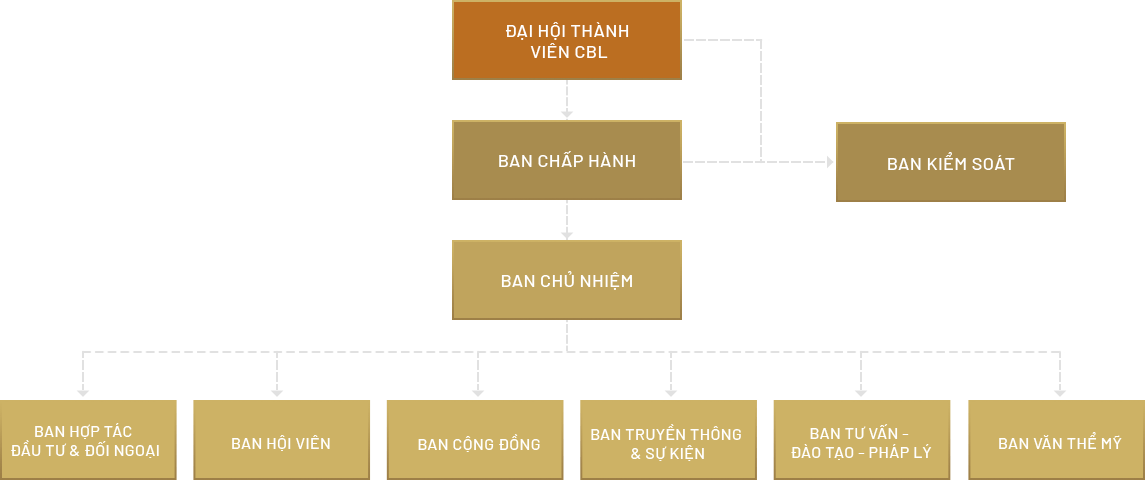 ĐẠI HỘI THÀNH
VIÊN CBL
BAN CHẤP HÀNH
BAN KIỂM SOÁT
BAN CHỦ NHIỆM
BAN HỢP TÁC
ĐẦU TƯ & ĐỐI NGOẠI
BAN HỘI VIÊN
BAN CỘNG ĐỒNG
BAN TRUYỀN THÔNG
& SỰ KIỆN
BAN TƯ VẤN -
ĐÀO TẠO - PHÁP LÝ
BAN VĂN THỂ MỸ